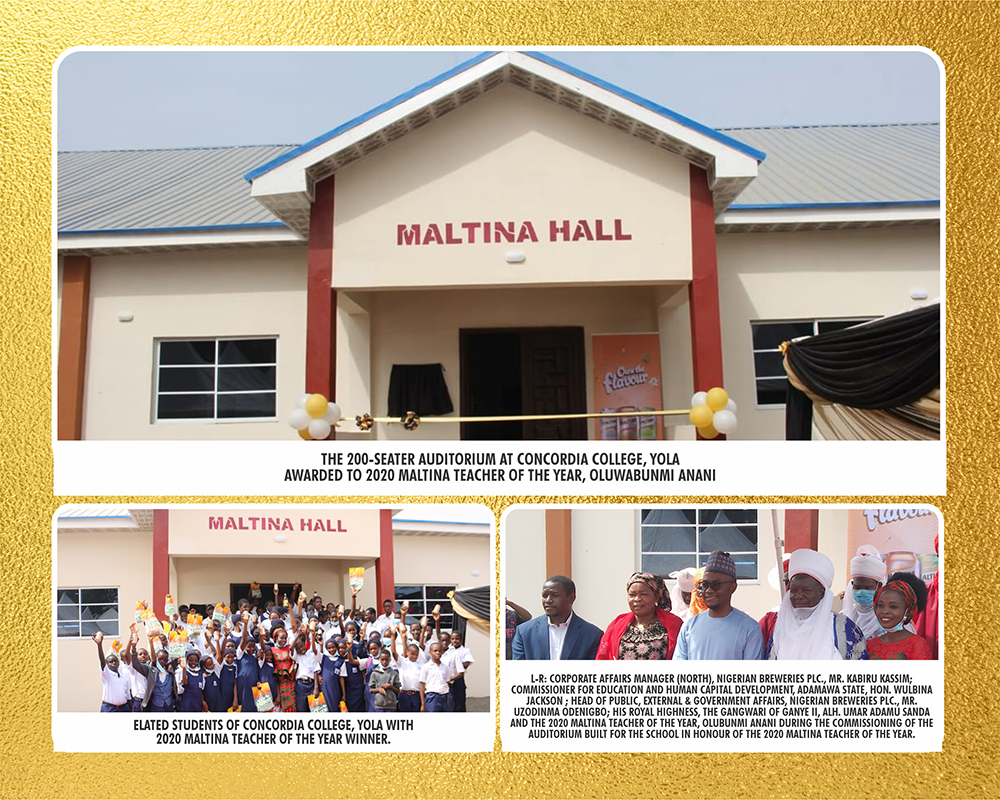 MALTINA HALL
Own the
flavour
THE 200-SEATER AUDITORIUM AT CONCORDIA COLLEGE, YOLA
AWARDED TO 2020 MALTINA TEACHER OF THE YEAR, OLUWABUNMI ANANI
MALTINA HALL
ELATED STUDENTS OF CONCORDIA COLLEGE, YOLA WITH
2020 MALTINA TEACHER OF THE YEAR WINNER.
flavour
L-R: CORPORATE AFFAIRS MANAGER (NORTH), NIGERIAN BREWERIES PLC., MR. KABIRU KASSIM;
COMMISSIONER FOR EDUCATION AND HUMAN CAPITAL DEVELOPMENT, ADAMAWA STATE, HON. WULBINA
JACKSON ; HEAD OF PUBLIC, EXTERNAL & GOVERNMENT AFFAIRS, NIGERIAN BREWERIES PLC., MR.
UZODINMA ODENIGBO; HIS ROYAL HIGHNESS, THE GANGWARI OF GANYE II, ALH. UMAR ADAMU SANDA
AND THE 2020 MALTINA TEACHER OF THE YEAR, OLUBUNMI ANANI DURING THE COMMISSIONING OF THE
AUDITORIUM BUILT FOR THE SCHOOL IN HONOUR OF THE 2020 MALTINA TEACHER OF THE YEAR.